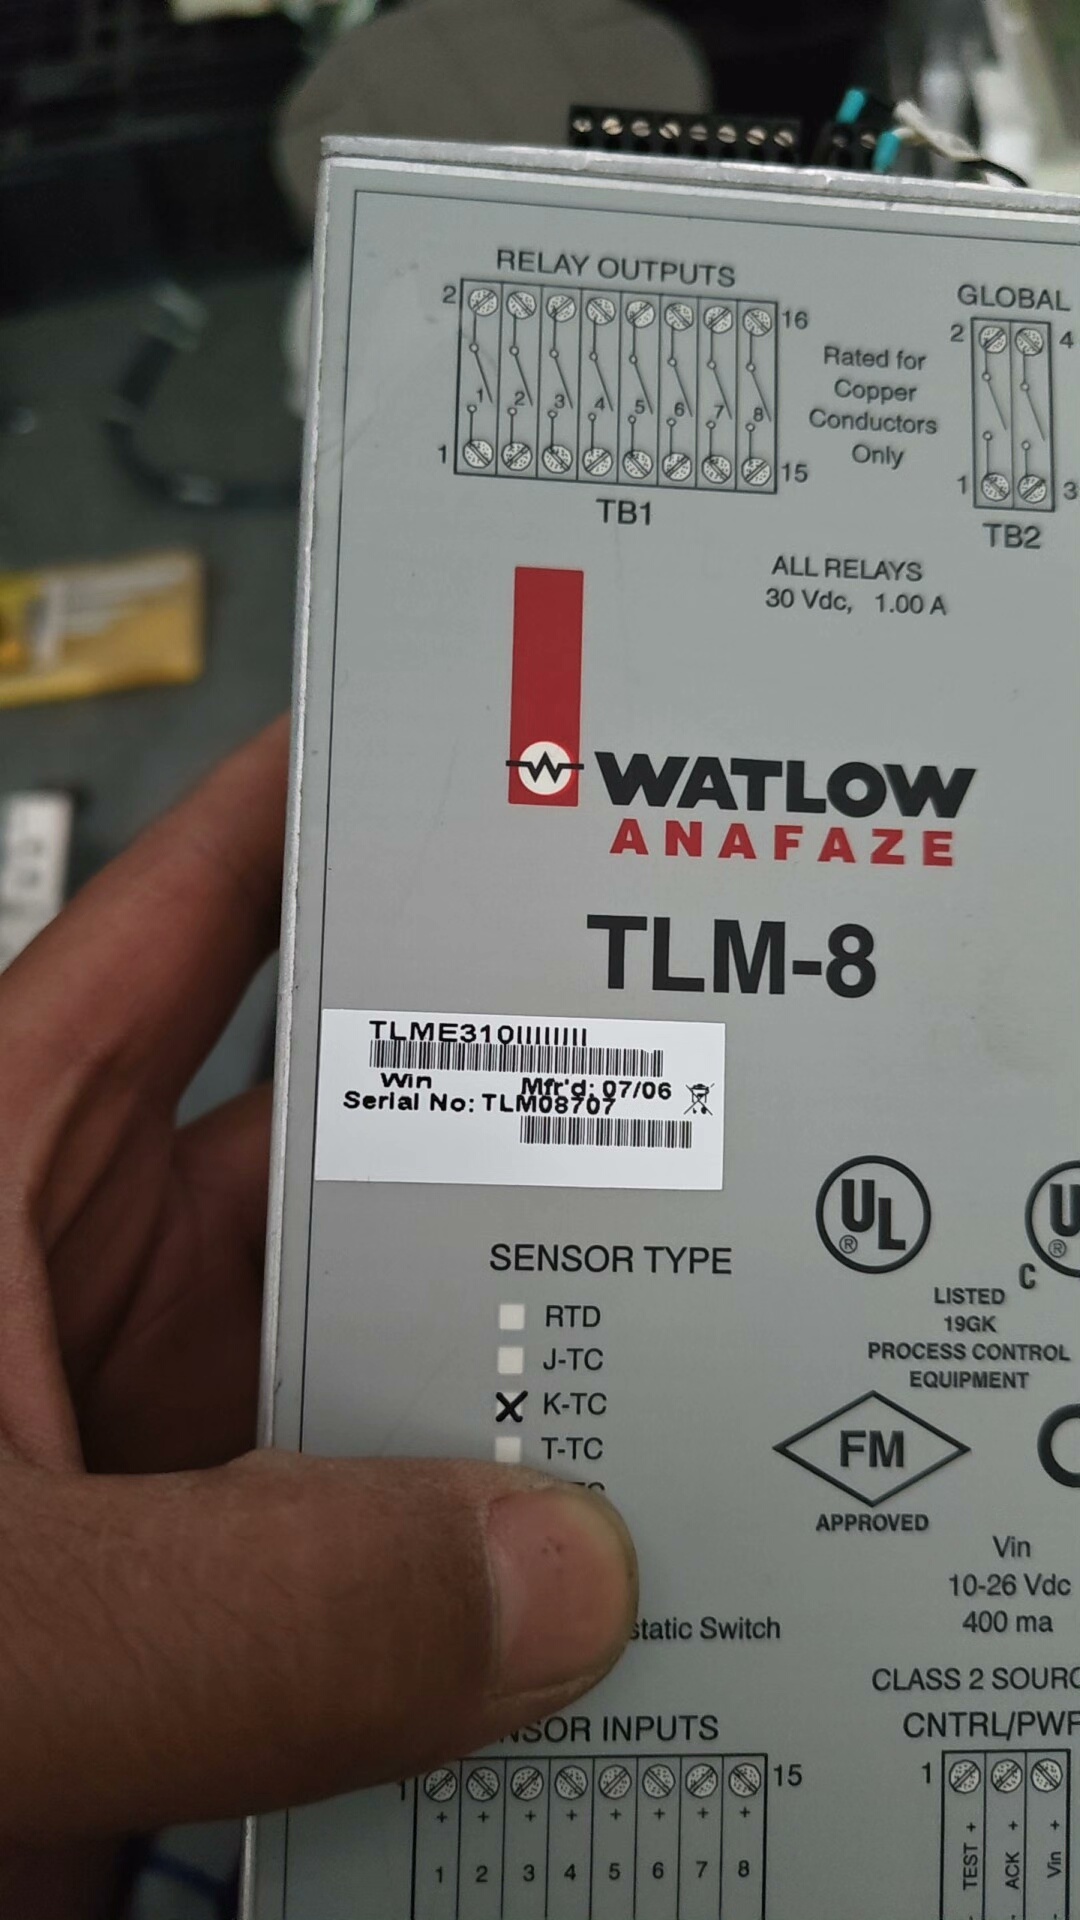 RELAY OUTPUTS
2 16
1 2 3 4 5 6 7 8
1 15
TB1
Rated for
Copper
Conductors
Only
GLOBAL
2 4
1 3
TB2
ALL RELAYS
30 Vdc, 1.00 A
WATLOW
ANAFAZE
TLM-8
TLME310IIIIIIII
Win Mfr'd: 07/06
Serial No: TLM08707
UL
®
C
®
LISTED
19GK
PROCESS CONTROL
EQUIPMENT
SENSOR TYPE
RTD
J-TC
K-TC
T-TC
FM
APPROVED
Vin
10-26 Vdc
400 ma
static Switch
CLASS 2 SOURC
NSOR INPUTS
1 15
+ + + + + + + +
1 2 3 4 5 6 7 8
CNTRL/PWR
1
TEST +
ACK +
Vin +